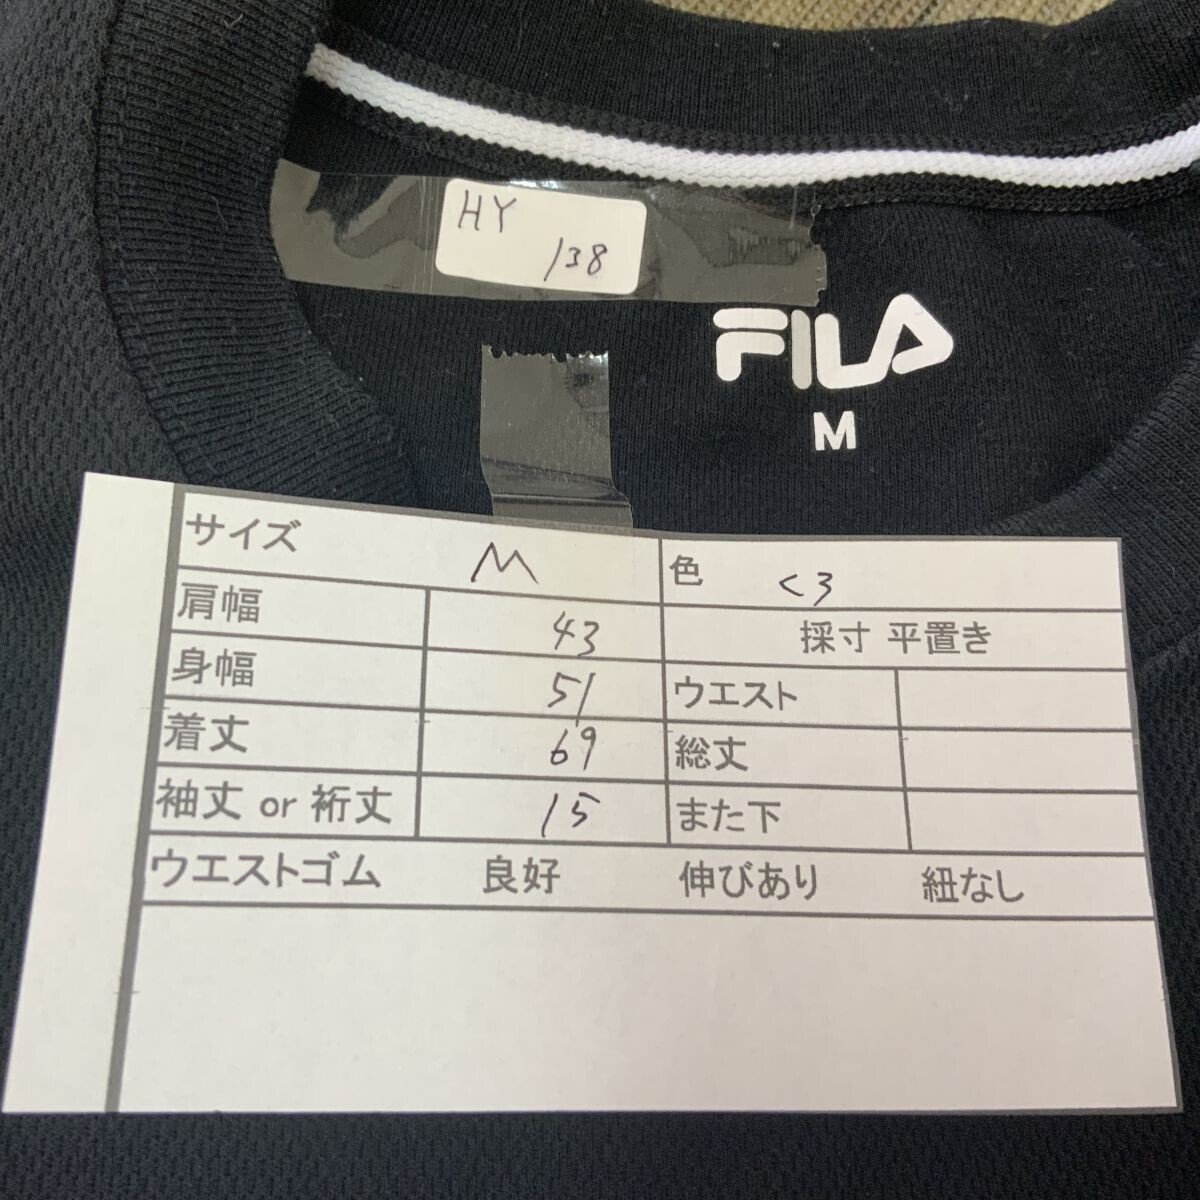 HY
138
FILA
M
サイズ M 色 くろ
肩幅 43 採寸 平置き
身幅 51 ウエスト
着丈 69 総丈
袖丈 or 裄丈 15 また下
ウエストゴム 良好 伸びあり 紐なし